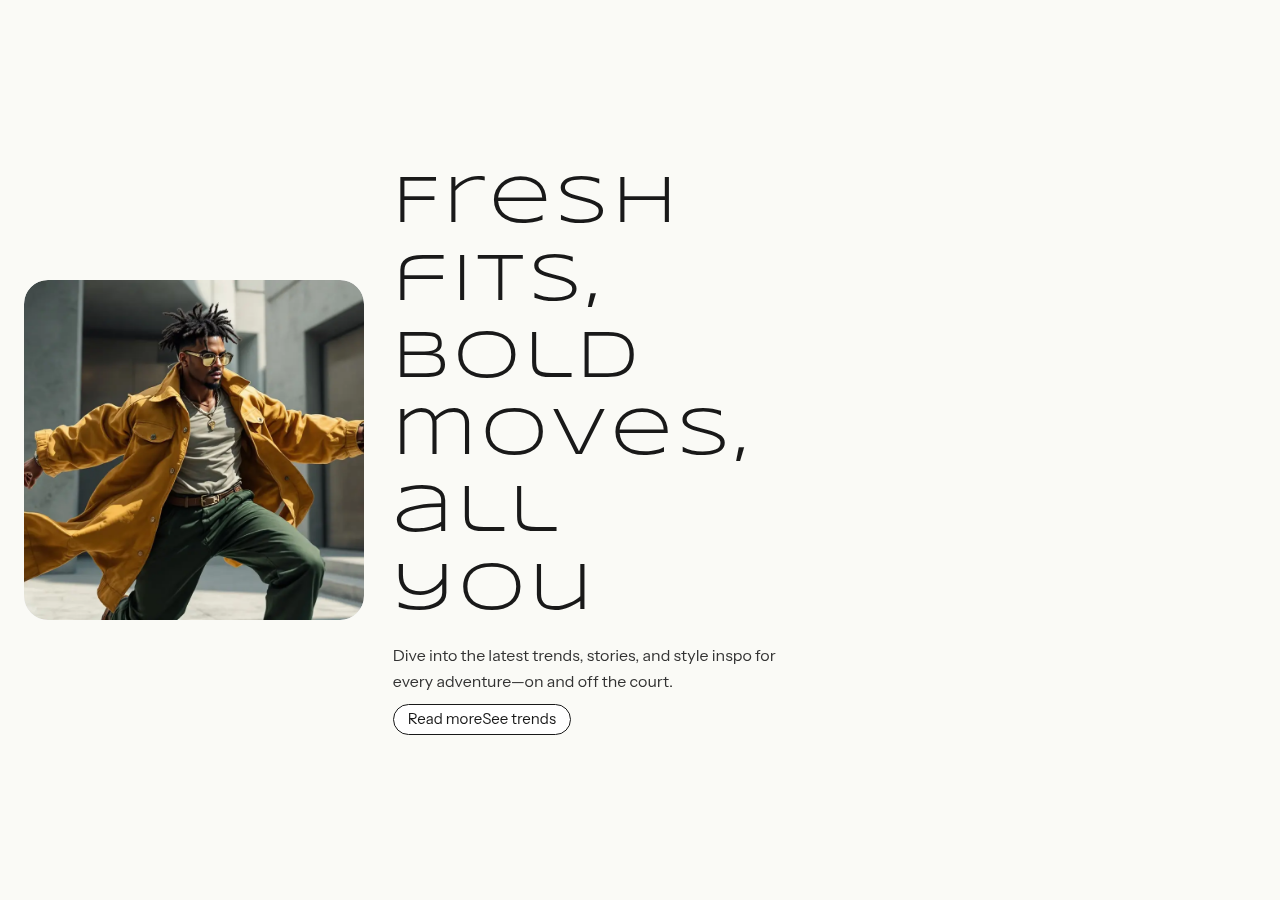 Fresh
fits,
bold
moves,
all
you
Dive into the latest trends, stories, and style inspo for
every adventure—on and off the court.
Read moreSee trends